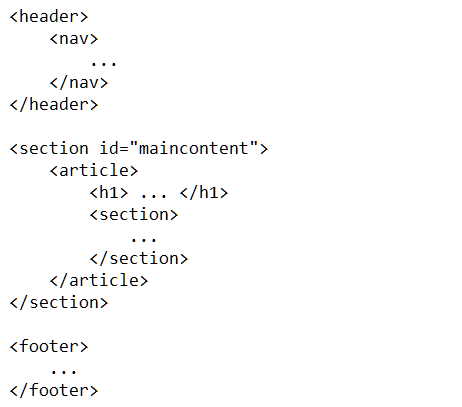 <header>
    <nav>
        ...
    </nav>
</header>

<section id="maincontent">
    <article>
        <h1> ... </h1>
        <section>
            ...
        </section>
    </article>
</section>

<footer>
    ...
</footer>